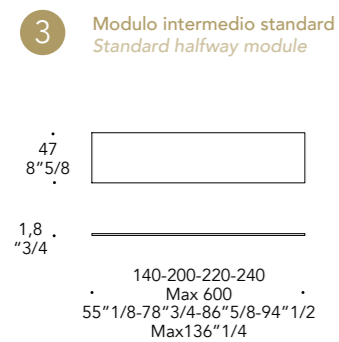 3
Modulo intermedio standard
Standard halfway module
47
8"5/8
1,8
"3/4
140-200-220-240
Max 600
55"1/8-78"3/4-86"5/8-94"1/2
Max136"1/4